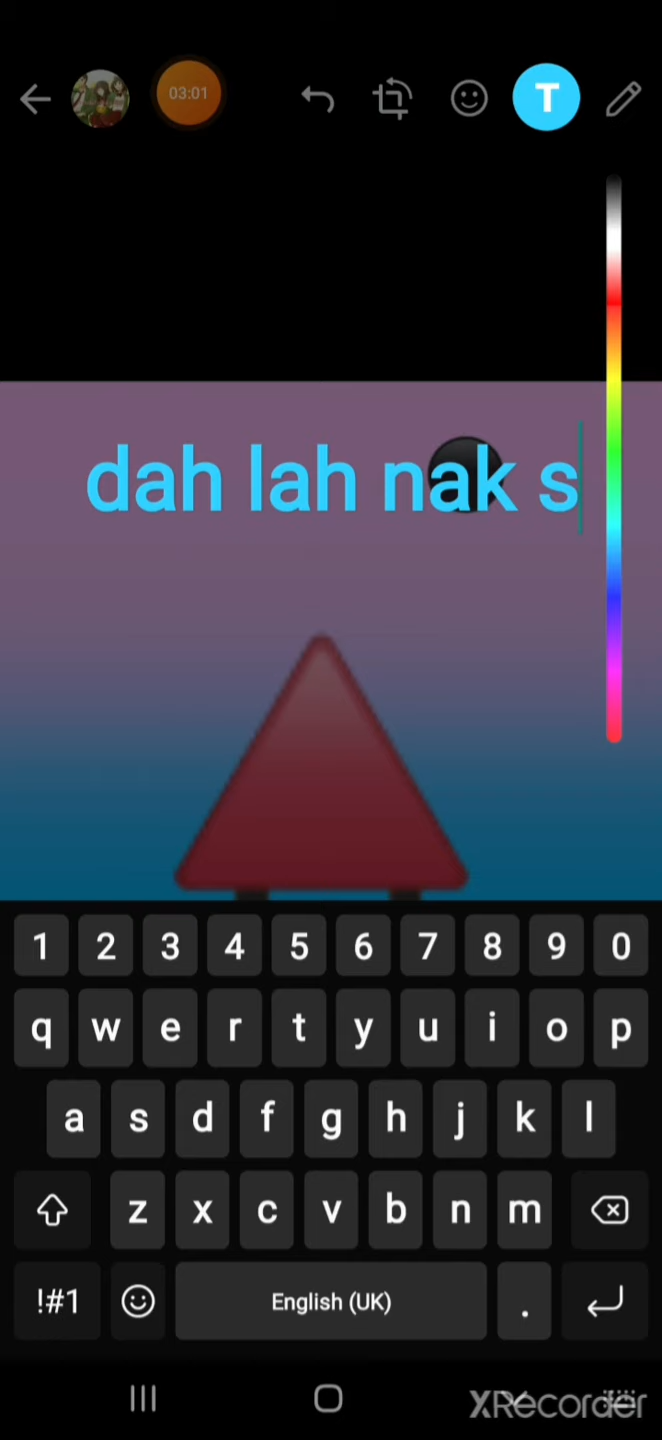 03:01
T
dah lah nak s
1 2 3 4 5 6 7 8 9 0
q w e r t y u i o p
a s d f g h j k l
z x c v b n m
!#1 English (UK) .
XRecorder